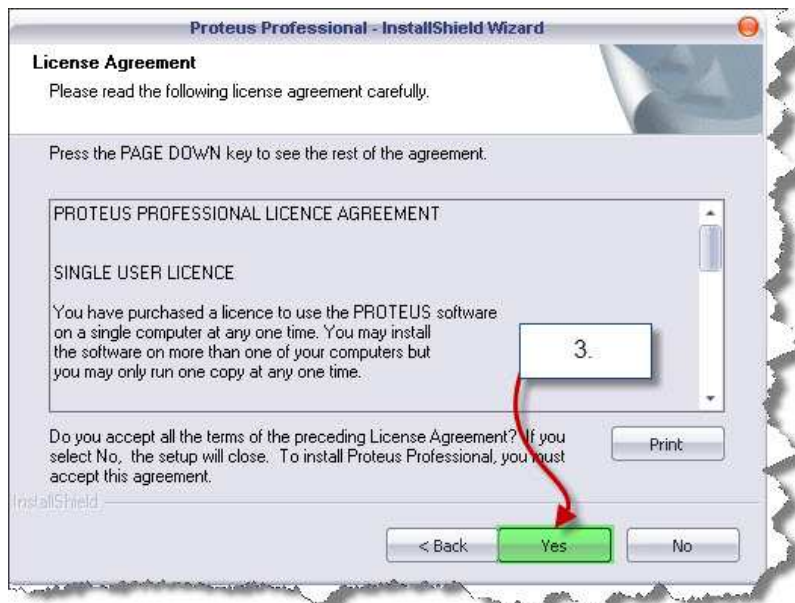 Proteus Professional - InstallShield Wizard
License Agreement
Please read the following license agreement carefully.
Press the PAGE DOWN key to see the rest of the agreement.
PROTEUS PROFESSIONAL LICENCE AGREEMENT
SINGLE USER LICENCE
You have purchased a licence to use the PROTEUS software
on a single computer at any one time. You may install
the software on more than one of your computers but
you may only run one copy at any one time.
3.
Do you accept all the terms of the preceding License Agreement? If you
select No, the setup will close. To install Proteus Professional, you must
accept this agreement.
Print
InstallShield
< Back
Yes
No